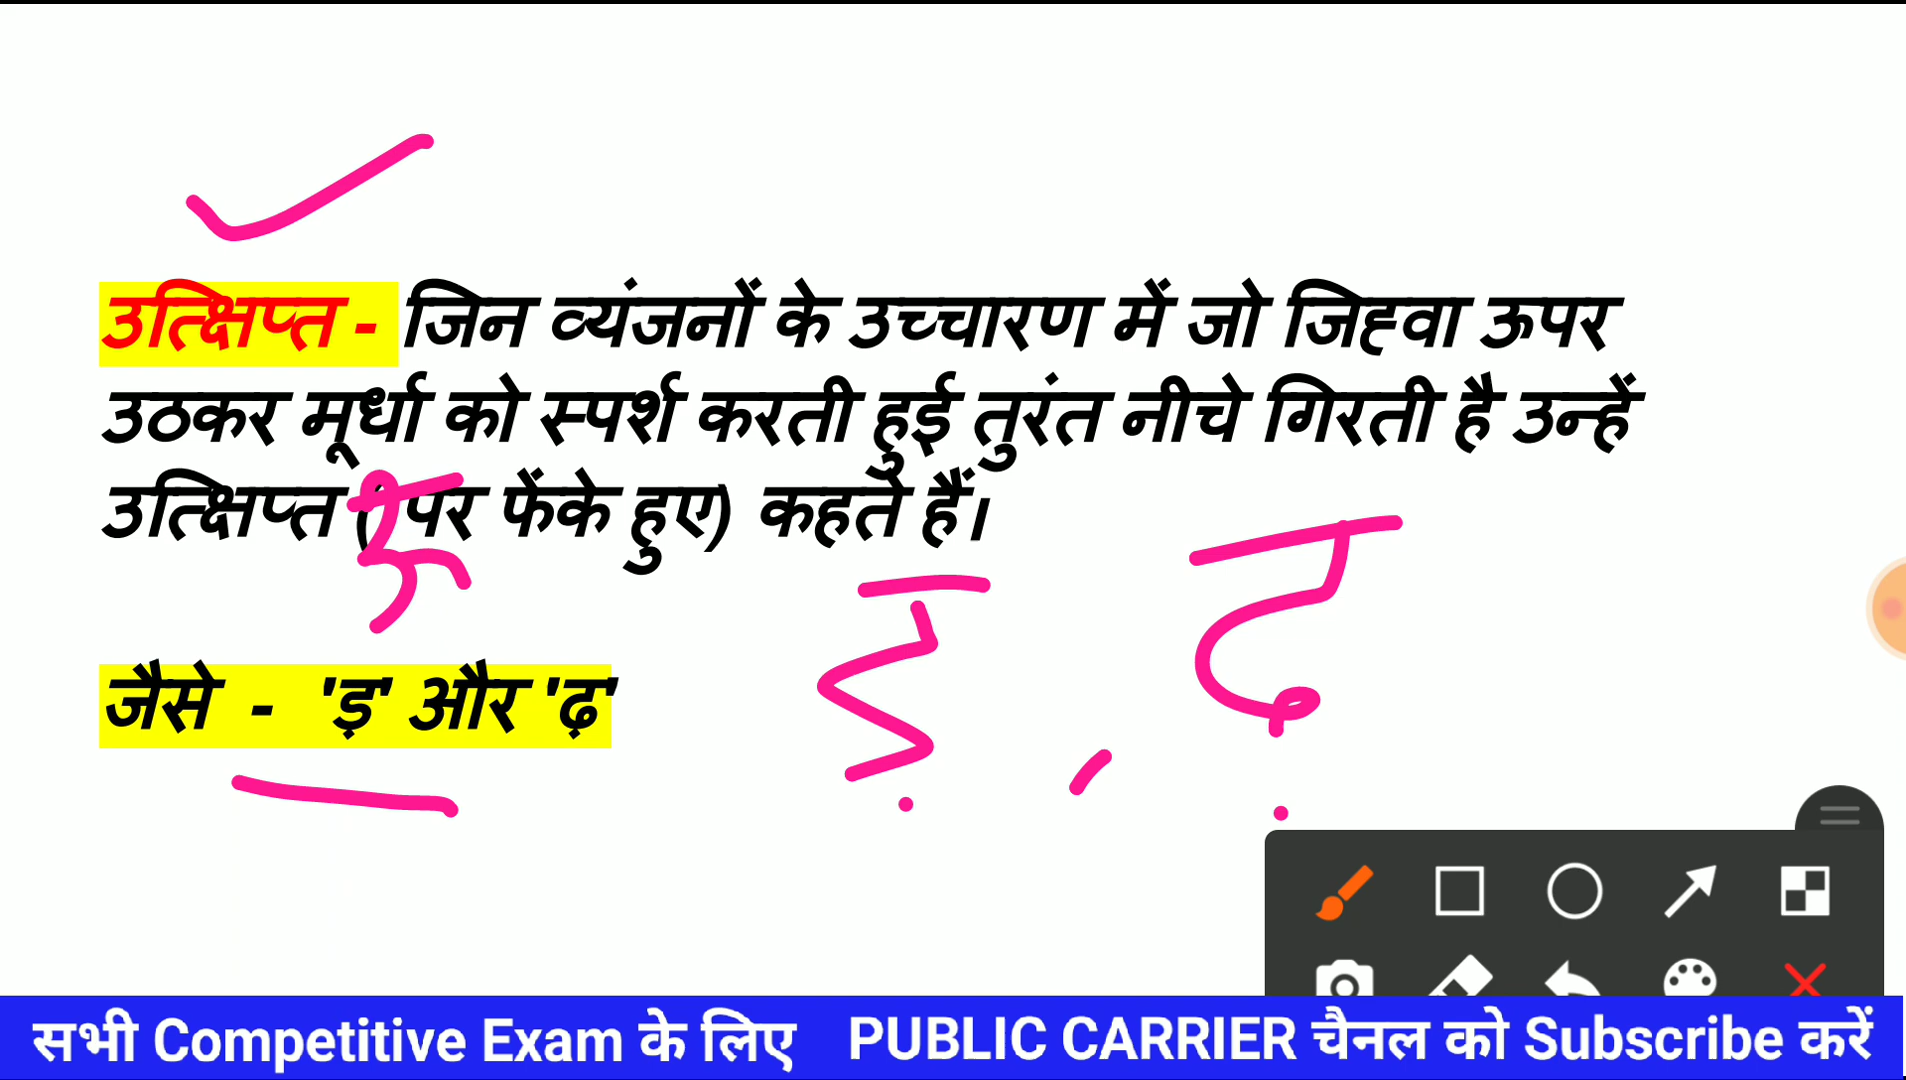 उत्क्षिप्त - जिन व्यंजनों के उच्चारण में जो जिह्वा ऊपर
उठकर मूर्धा को स्पर्श करती हुई तुरंत नीचे गिरती है उन्हें
उत्क्षिप्त ( पर फेंके हुए) कहते हैं।
ड़ , ढ़
जैसे - 'ड़' और 'ढ़'
सभी Competitive Exam के लिए PUBLIC CARRIER चैनल को Subscribe करें